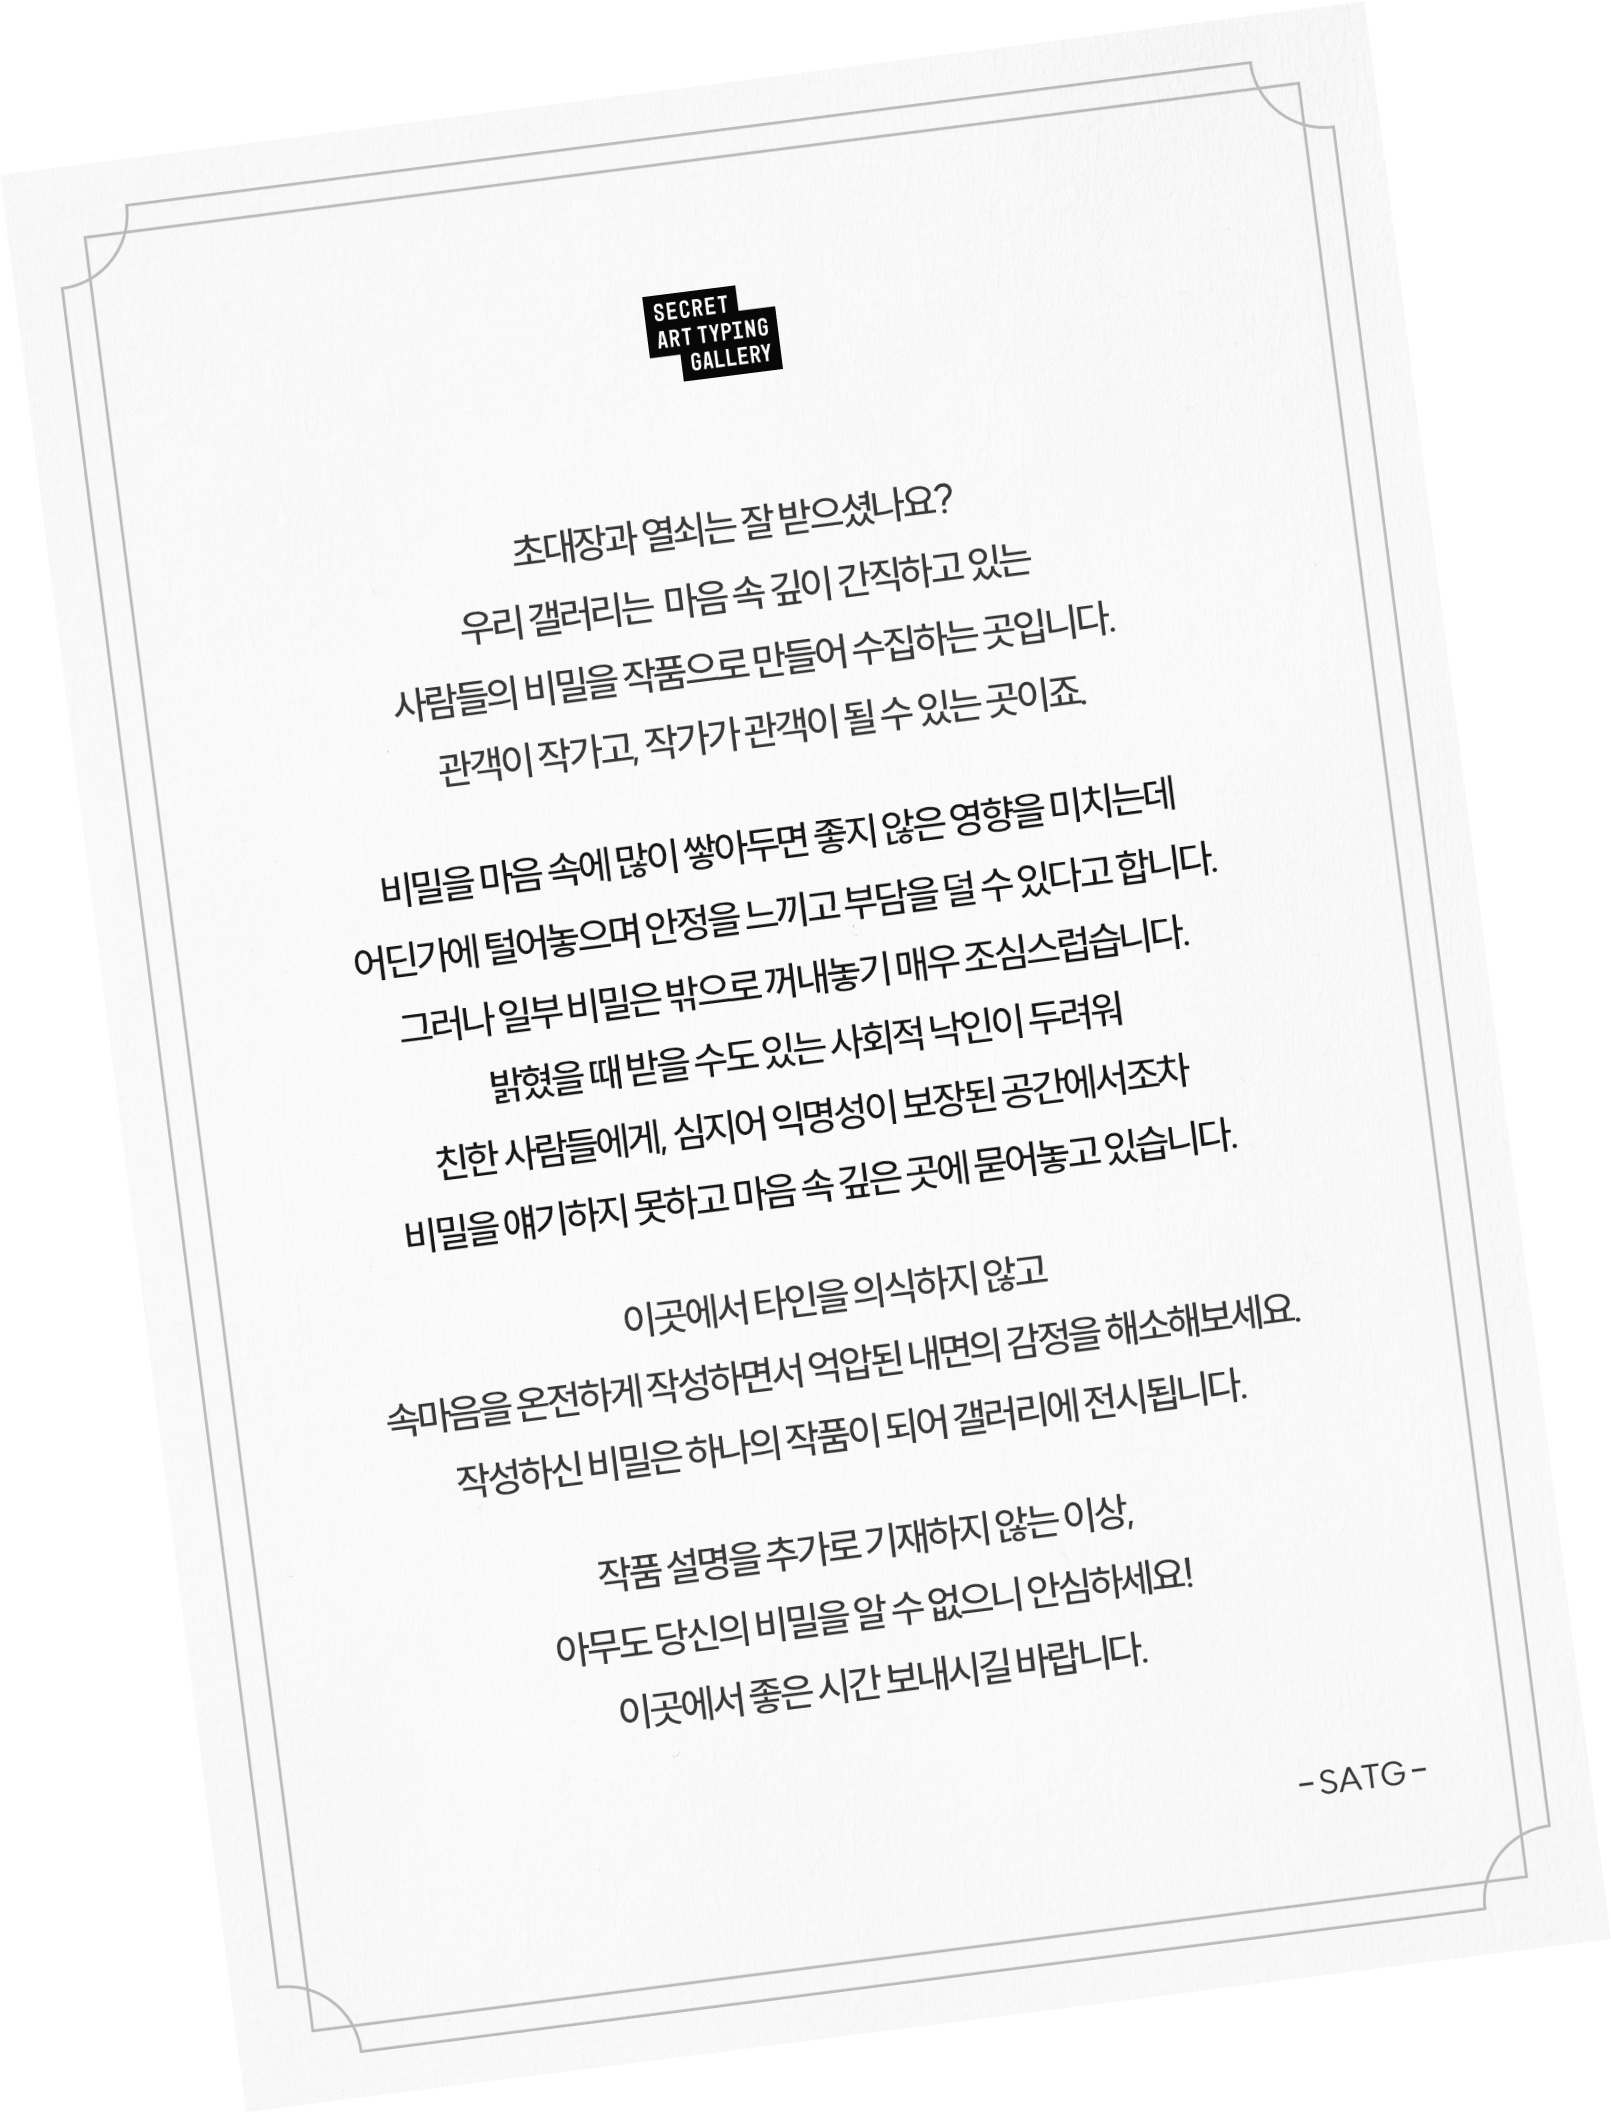 SECRET
ART TYPING
GALLERY
초대장과 열쇠는 잘 받으셨나요?
우리 갤러리는 마음 속 깊이 간직하고 있는
사람들의 비밀을 작품으로 만들어 수집하는 곳입니다.
관객이 작가고, 작가가 관객이 될 수 있는 곳이죠.
비밀을 마음 속에 많이 쌓아두면 좋지 않은 영향을 미치는데
어딘가에 털어놓으며 안정을 느끼고 부담을 덜 수 있다고 합니다.
그러나 일부 비밀은 밖으로 꺼내놓기 매우 조심스럽습니다.
밝혔을 때 받을 수도 있는 사회적 낙인이 두려워
친한 사람들에게, 심지어 익명성이 보장된 공간에서조차
비밀을 얘기하지 못하고 마음 속 깊은 곳에 묻어놓고 있습니다.
이곳에서 타인을 의식하지 않고
속마음을 온전하게 작성하면서 억압된 내면의 감정을 해소해보세요.
작성하신 비밀은 하나의 작품이 되어 갤러리에 전시됩니다.
작품 설명을 추가로 기재하지 않는 이상,
아무도 당신의 비밀을 알 수 없으니 안심하세요!
이곳에서 좋은 시간 보내시길 바랍니다.
-SATG-